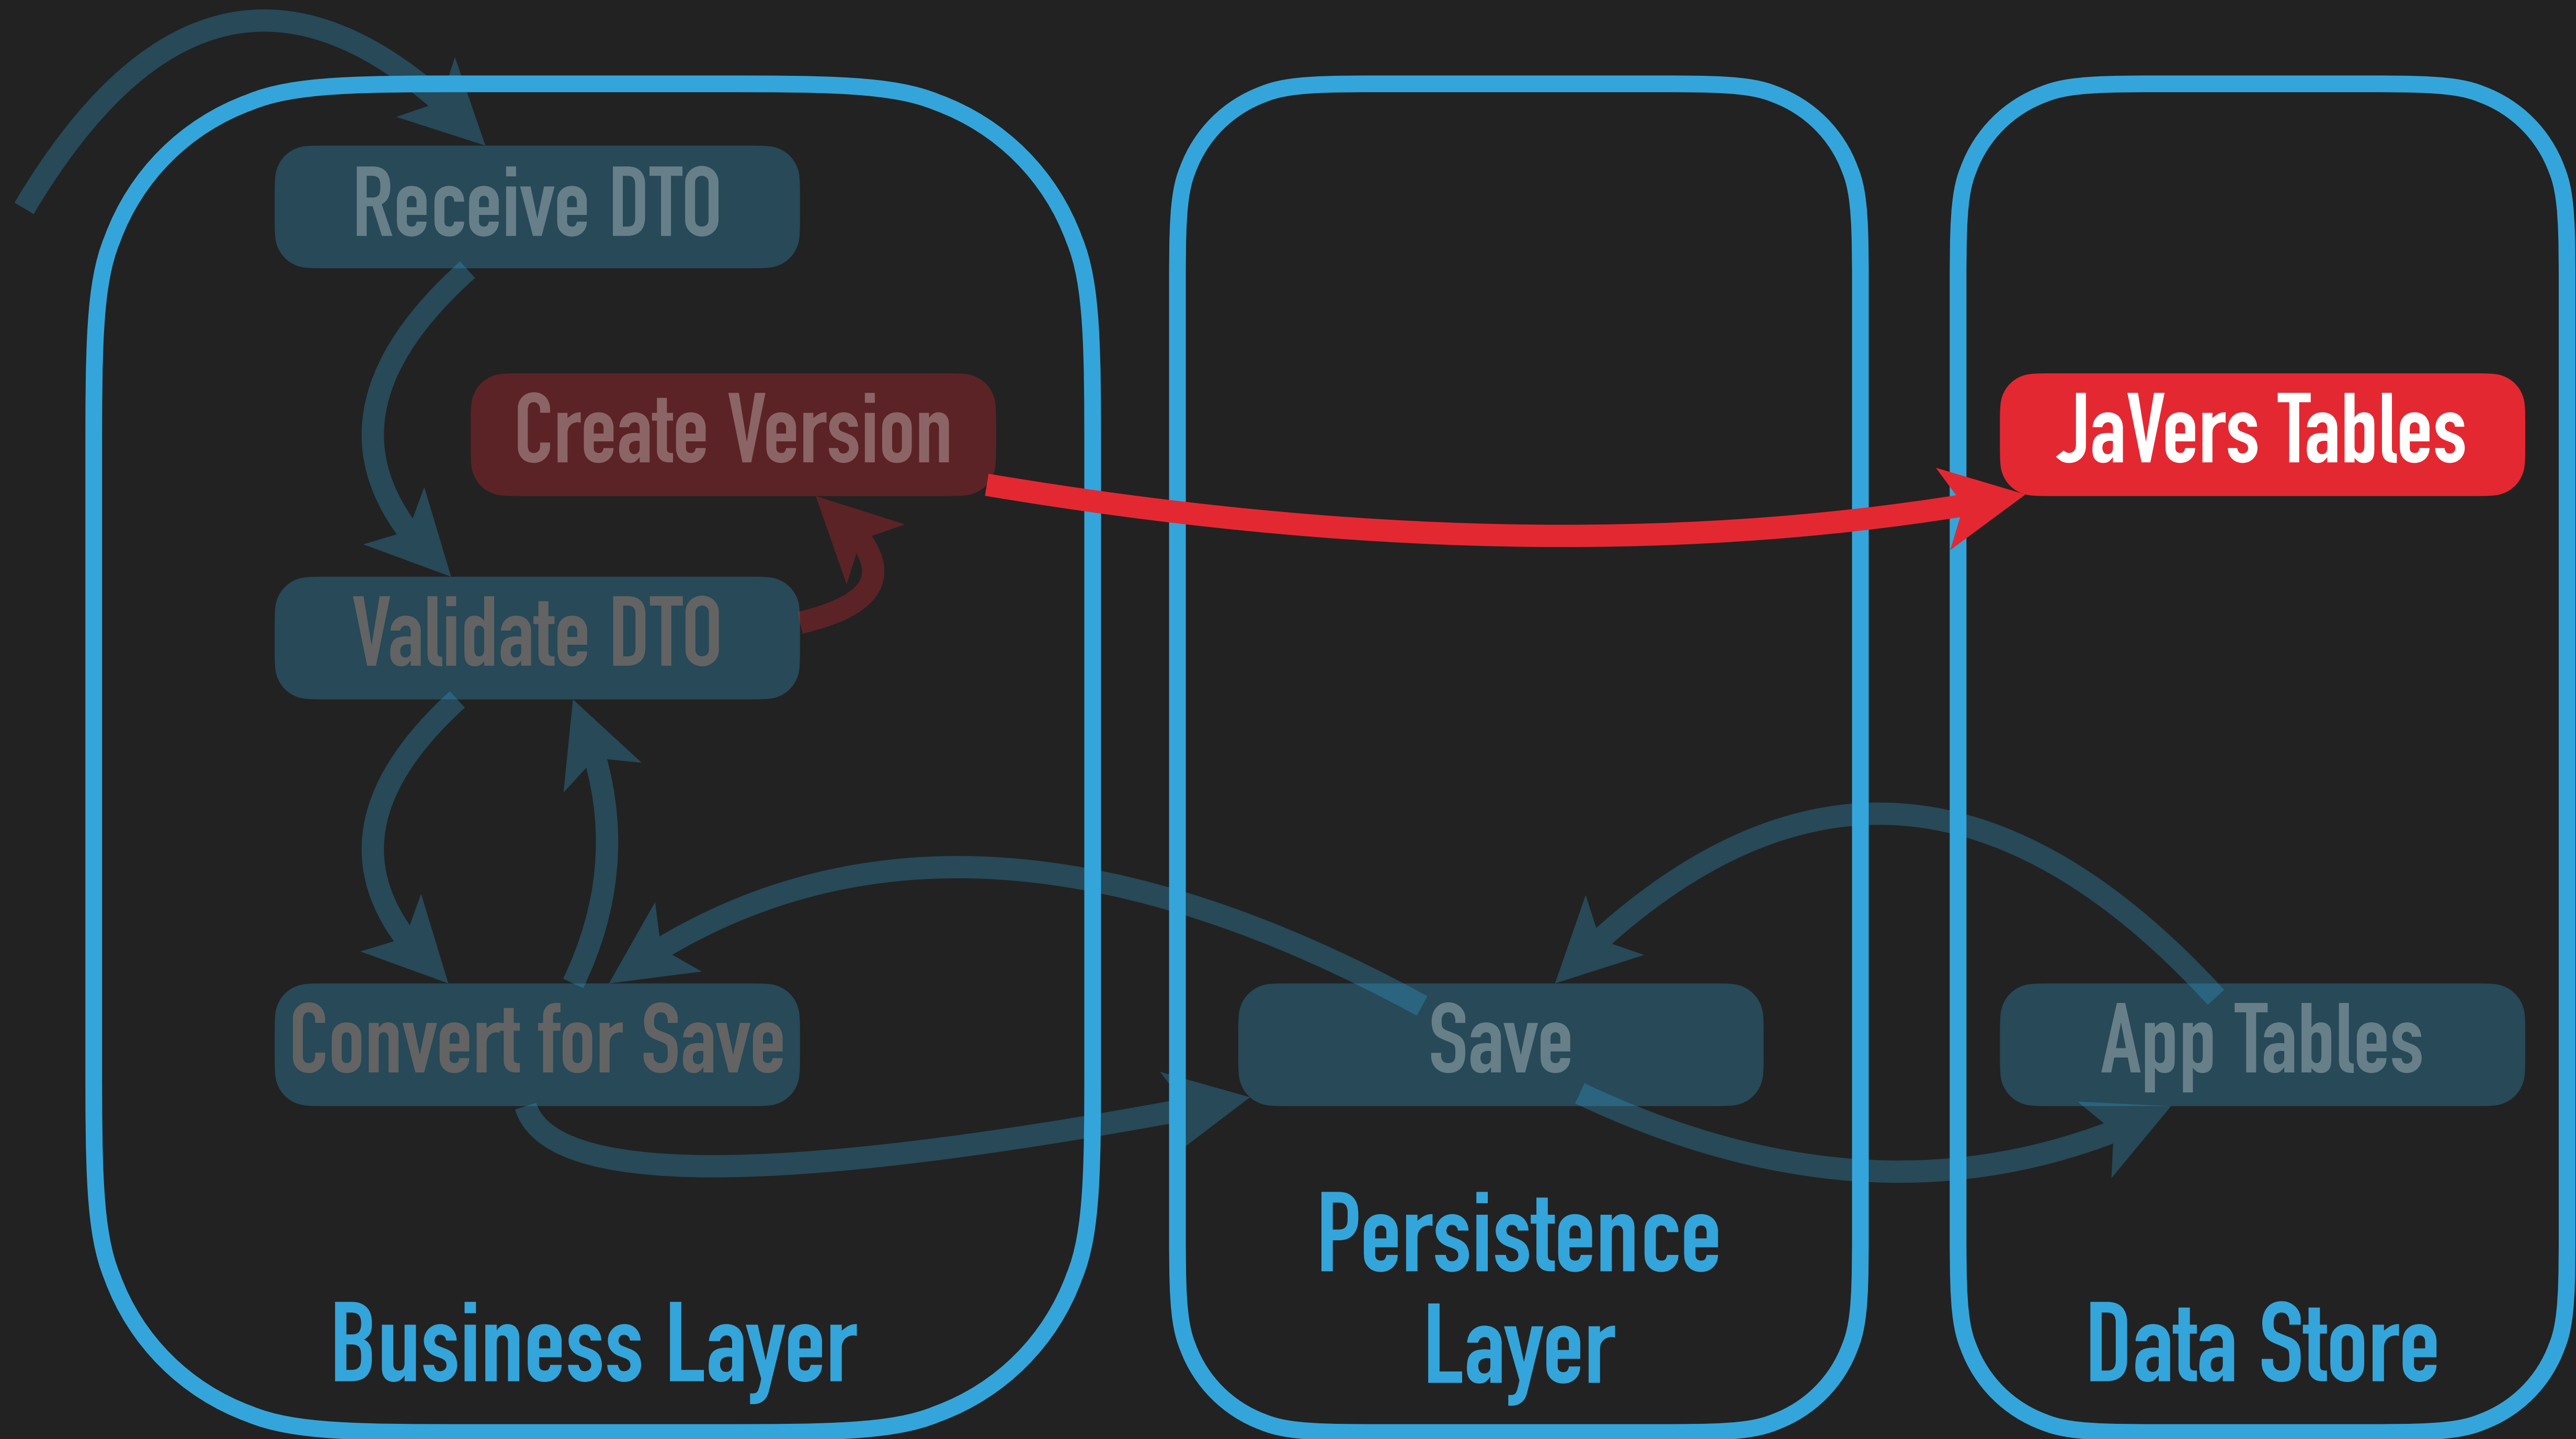 Receive DTO
Create Version
JaVers Tables
Validate DTO
Convert for Save
Save
App Tables
Persistence
Layer
Business Layer
Data Store